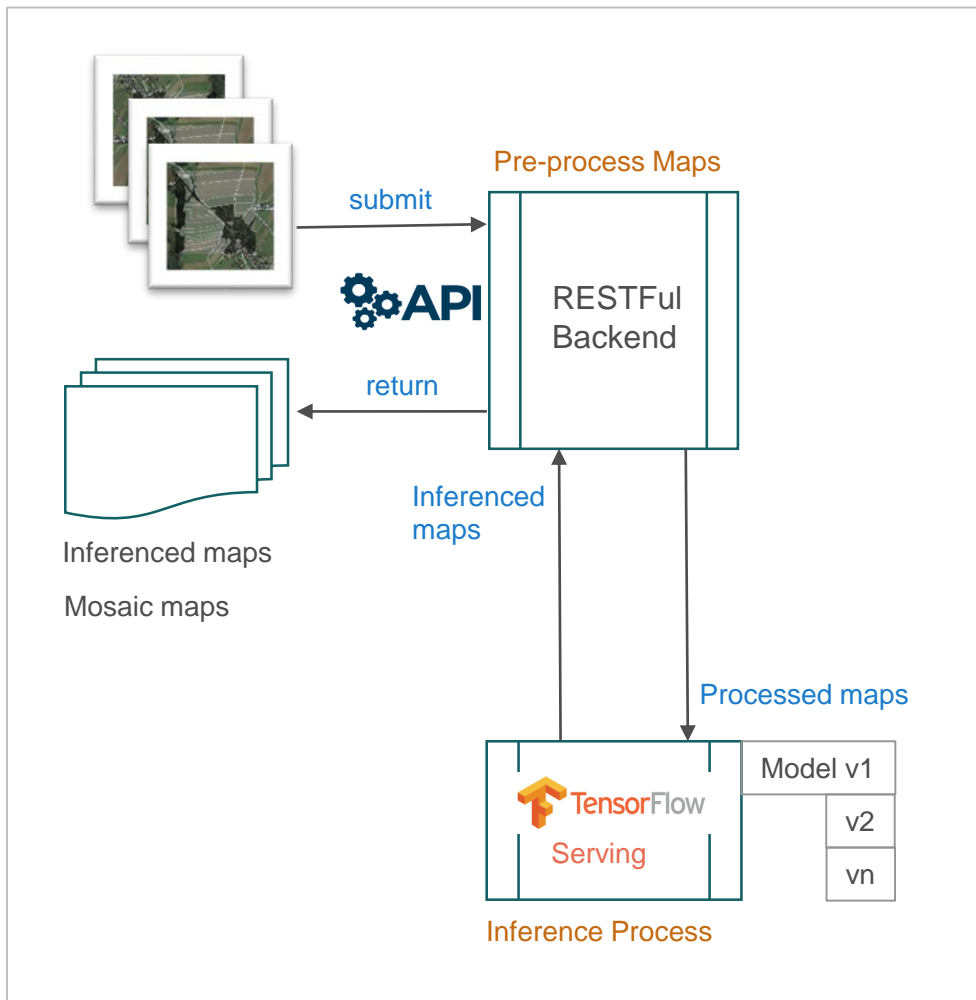 Pre-process Maps
submit
API
RESTFul
Backend
return
Inferenced
maps
Inferenced maps
Mosaic maps
Processed maps
Model v1
TensorFlow
v2
Serving
vn
Inference Process